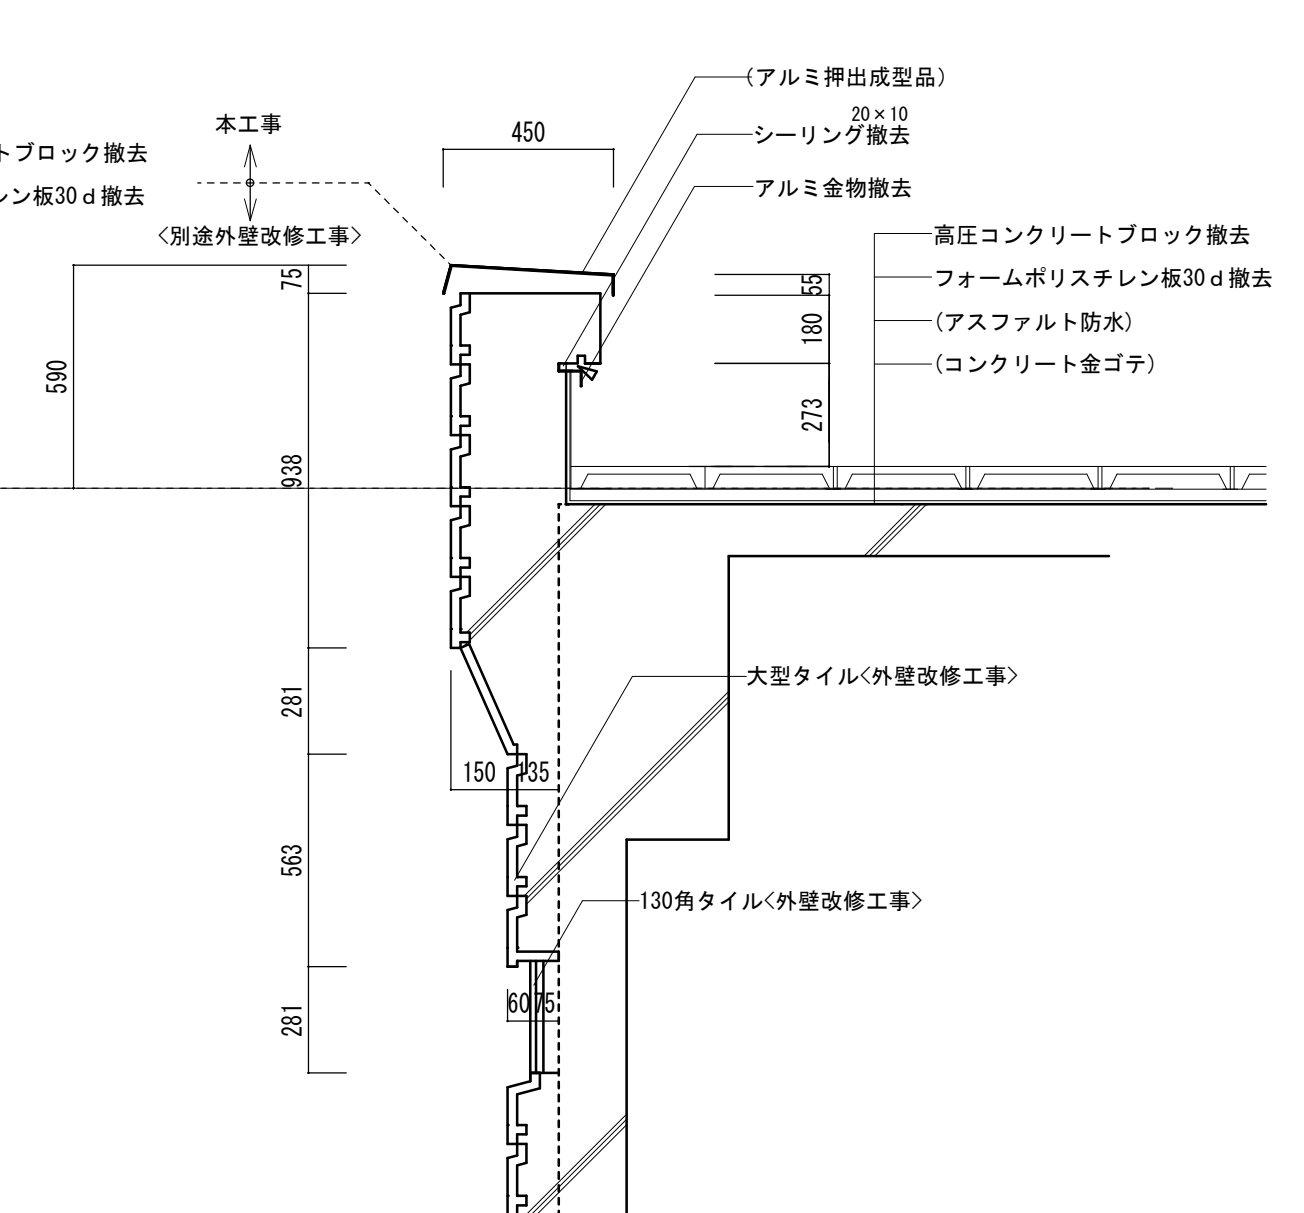 (アルミ押出成型品)
20×10
シーリング撤去
アルミ金物撤去
本工事
<別途外壁改修工事>
トブロック撤去
レン板30d撤去
450
高圧コンクリートブロック撤去
フォームポリスチレン板30d撤去
(アスファルト防水)
(コンクリート金ゴテ)
75
590
938
281
563
281
55
180
273
大型タイル<外壁改修工事>
150
135
130角タイル<外壁改修工事>
60
75